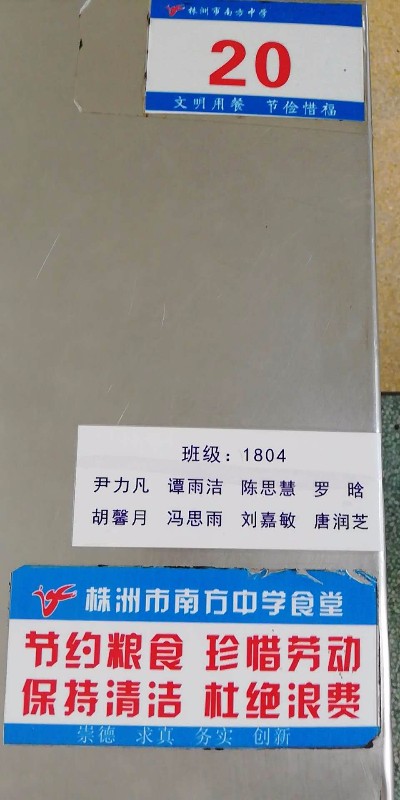 株洲市南方中学
20
文明用餐 节俭惜福
班级：1804
尹力凡 谭雨洁 陈思慧 罗 晗
胡馨月 冯思雨 刘嘉敏 唐润芝
株洲市南方中学食堂
节约粮食 珍惜劳动
保持清洁 杜绝浪费
崇德 求真 务实 创新